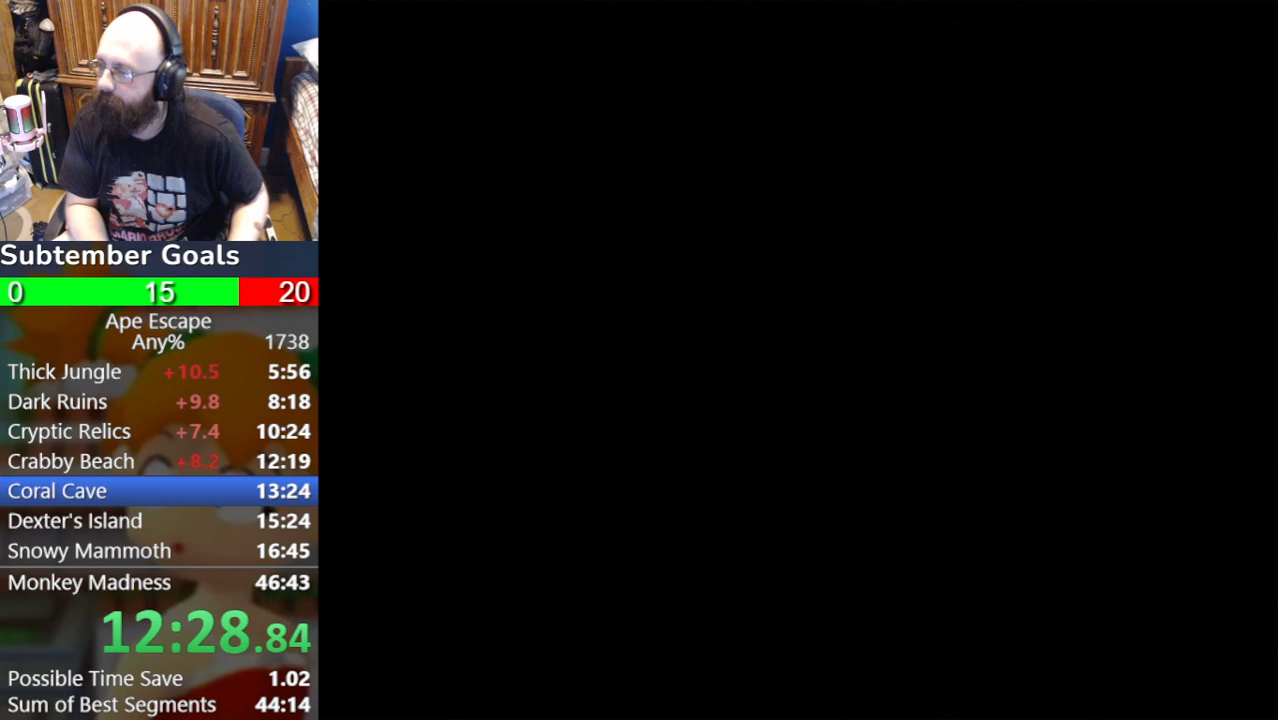 Subtember Goals
0 15 20
Ape Escape
Any% 1738
Thick Jungle +10.5 5:56
Dark Ruins +9.8 8:18
Cryptic Relics +7.4 10:24
Crabby Beach +8.2 12:19
Coral Cave 13:24
Dexter's Island 15:24
Snowy Mammoth 16:45
Monkey Madness 46:43
12:28.84
Possible Time Save 1.02
Sum of Best Segments 44:14